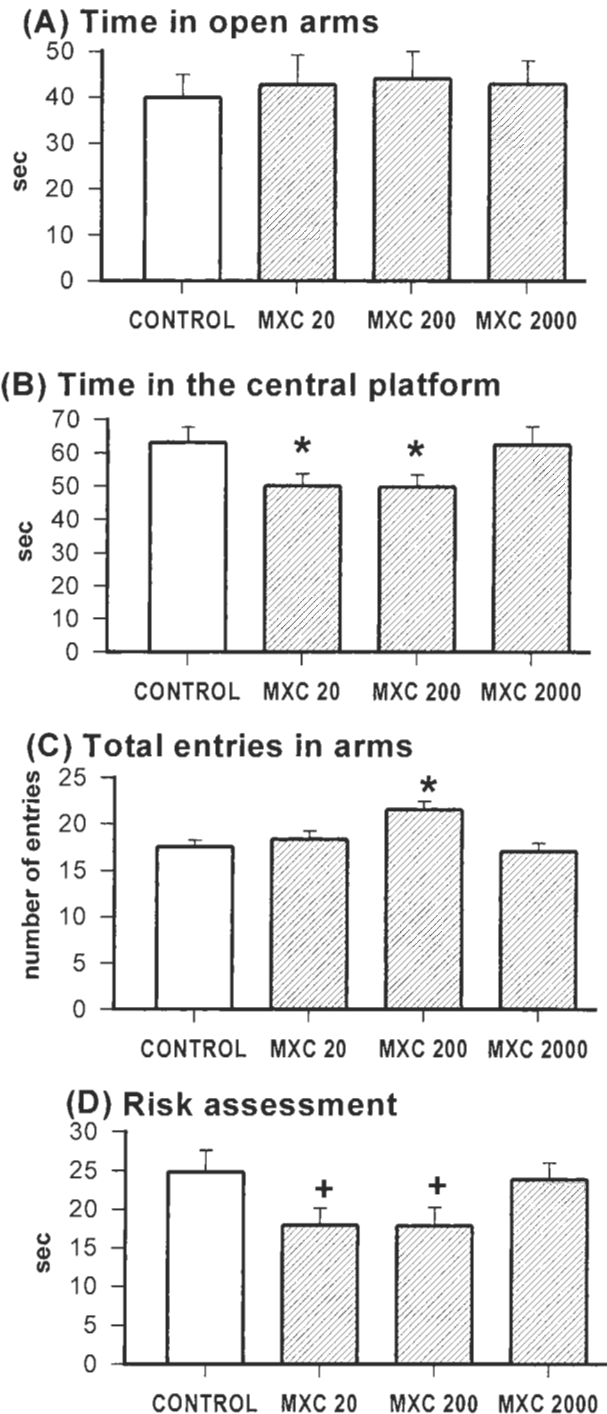 (A) Time in open arms
50
40
30
20
10
0
sec
CONTROL MXC 20 MXC 200 MXC 2000
(B) Time in the central platform
70
60
50
40
30
20
10
0
sec
* *
CONTROL MXC 20 MXC 200 MXC 2000
(C) Total entries in arms
25
20
15
10
5
0
number of entries
*
CONTROL MXC 20 MXC 200 MXC 2000
(D) Risk assessment
30
25
20
15
10
5
0
sec
+ +
CONTROL MXC 20 MXC 200 MXC 2000